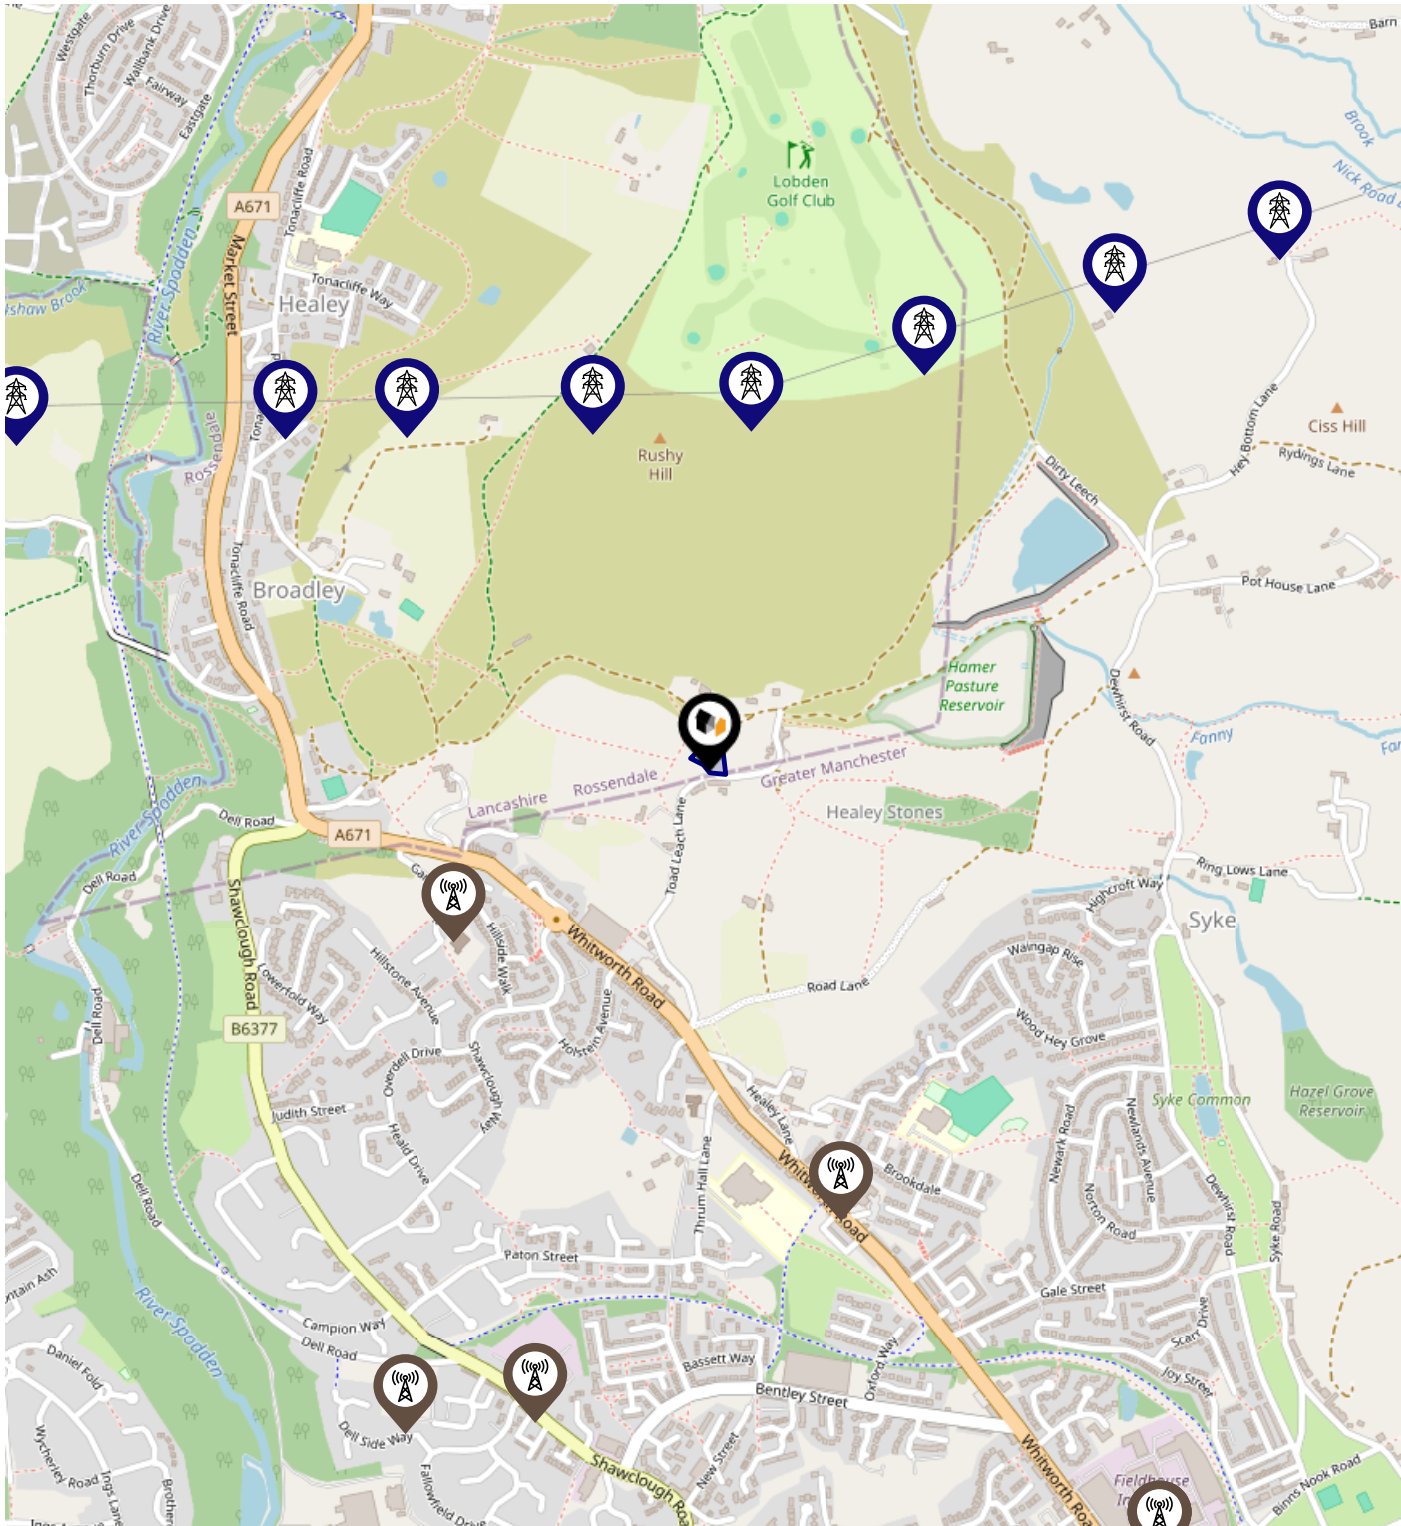 Westgate
Thorburn Drive
Wallbank Drive
Fairway
Eastgate
Barn
Brook
Nick Road
Lobden
Golf Club
A671
Tonacliffe Road
Market Street
River Spodden
Tonacliffe Way
Healey
Rossendale
Rushy
Hill
Ciss Hill
Hey Bottom Lane
Rydings Lane
Dirty Leech
Pot House Lane
Tonacliffe Road
Broadley
Hamer
Pasture
Reservoir
Dewhirst Road
Fanny
Lancashire
Rossendale
Greater Manchester
River Spodden
Dell Road
A671
Healey Stones
Toad Leach Lane
Dell Road
Ring Lows Lane
Highcroft Way
Syke
Shawclough Road
Hillside Walk
Whitworth Road
Waingap Rise
Hillstone Avenue
Lowerfold Way
Road Lane
Dell Road
B6377
Holstein Avenue
Wood Hey Grove
Overdell Drive
Shawclough Way
Judith Street
Heald Drive
Healey Lane
Syke Common
Hazel Grove
Reservoir
Newark Road
Newlands Avenue
Thrum Hall Lane
Whitworth Road
Brookdale
Norton Road
Dewhirst Road
Syke Road
Dell Road
Paton Street
Gale Street
River Spodden
Campion Way
Dell Road
Scarr Drive
Daniel Fold
Bassett Way
Oxford Way
Joy Street
Bentley Street
Dell Side Way
Wycherley Road
Ings Lane
Fallowfield Drive
Shawclough Roa
New Street
Whitworth Roa
Fieldhouse
Binns Nook Road